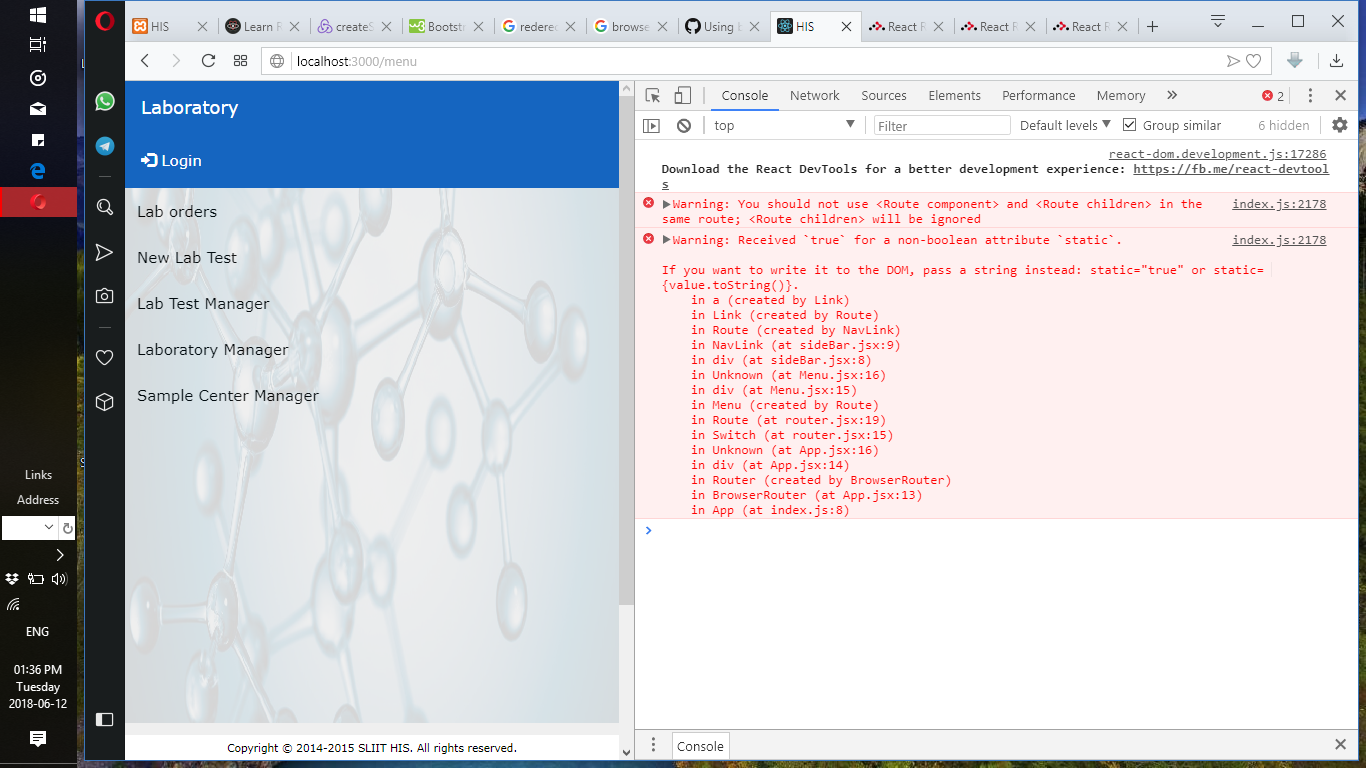 HIS
Learn R
createS
Bootstr
redered
browse
Using b
HIS
React R
React R
React R
localhost:3000/menu
Laboratory
Login
Lab orders
New Lab Test
Lab Test Manager
Laboratory Manager
Sample Center Manager
Copyright © 2014-2015 SLIIT HIS. All rights reserved.
Console Network Sources Elements Performance Memory » 2
top Filter Default levels Group similar 6 hidden
react-dom.development.js:17286
Download the React DevTools for a better development experience: https://fb.me/react-devtool
s
Warning: You should not use <Route component> and <Route children> in the index.js:2178
same route; <Route children> will be ignored
Warning: Received `true` for a non-boolean attribute `static`. index.js:2178
If you want to write it to the DOM, pass a string instead: static="true" or static=
{value.toString()}.
in a (created by Link)
in Link (created by Route)
in Route (created by NavLink)
in NavLink (at sideBar.jsx:9)
in div (at sideBar.jsx:8)
in Unknown (at Menu.jsx:16)
in div (at Menu.jsx:15)
in Menu (created by Route)
in Route (at router.jsx:19)
in Switch (at router.jsx:15)
in Unknown (at App.jsx:16)
in div (at App.jsx:14)
in Router (created by BrowserRouter)
in BrowserRouter (at App.jsx:13)
in App (at index.js:8)
Console
Links
Address
ENG
01:36 PM
Tuesday
2018-06-12